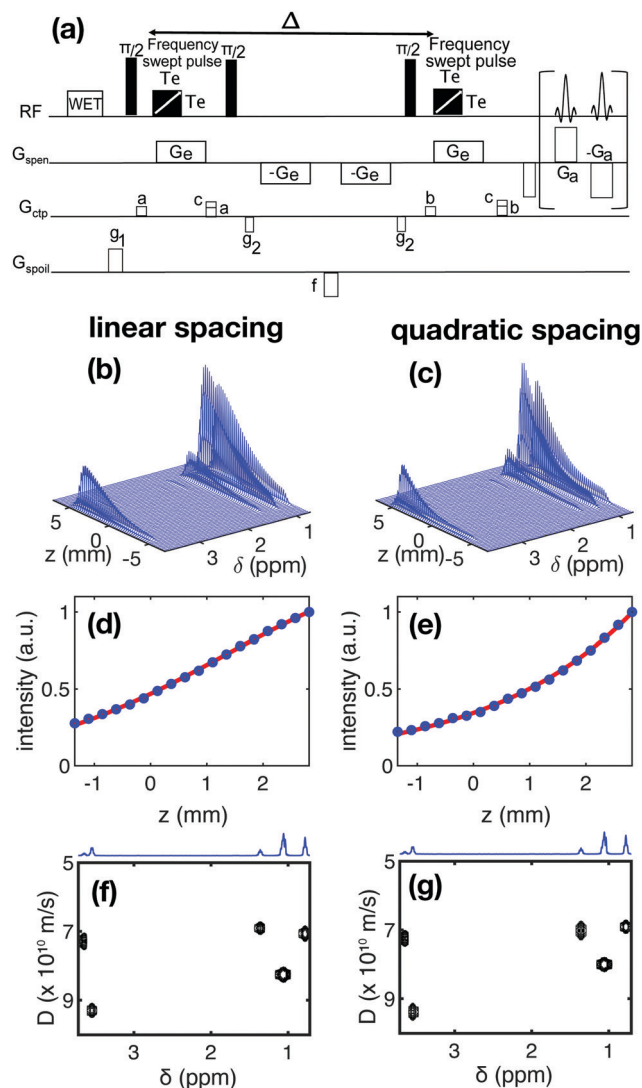 (a)
Δ
π/2 Frequency swept pulse π/2 π/2 Frequency swept pulse
Te Te
WET Te Te
RF
-Ga
Gspen Ge -Ge -Ge Ge Ga
a c a b c b
Gctp
g1 g2 g2
Gspoil
f
linear spacing quadratic spacing
(b) (c)
5 0 -5 3 2 1 5 0 -5 3 2 1
z (mm) δ (ppm) z (mm) δ (ppm)
(d) (e)
1 0.5 0 1 0.5 0
intensity (a.u.) intensity (a.u.)
-1 0 1 2 -1 0 1 2
z (mm) z (mm)
(f) (g)
5 7 9 5 7 9
D (x 10¹⁰ m/s) D (x 10¹⁰ m/s)
3 2 1 3 2 1
δ (ppm) δ (ppm)